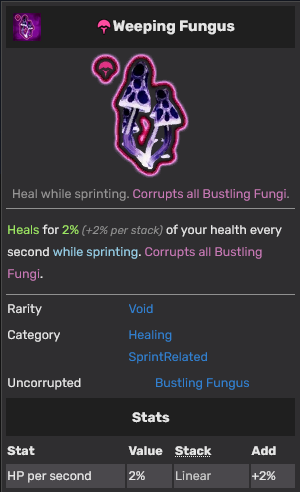 Weeping Fungus
Heal while sprinting. Corrupts all Bustling Fungi.
Heals for 2% (+2% per stack) of your health every
second while sprinting. Corrupts all Bustling
Fungi.
Rarity Void
Category Healing
SprintRelated
Uncorrupted Bustling Fungus
Stats
Stat Value Stack Add
HP per second 2% Linear +2%